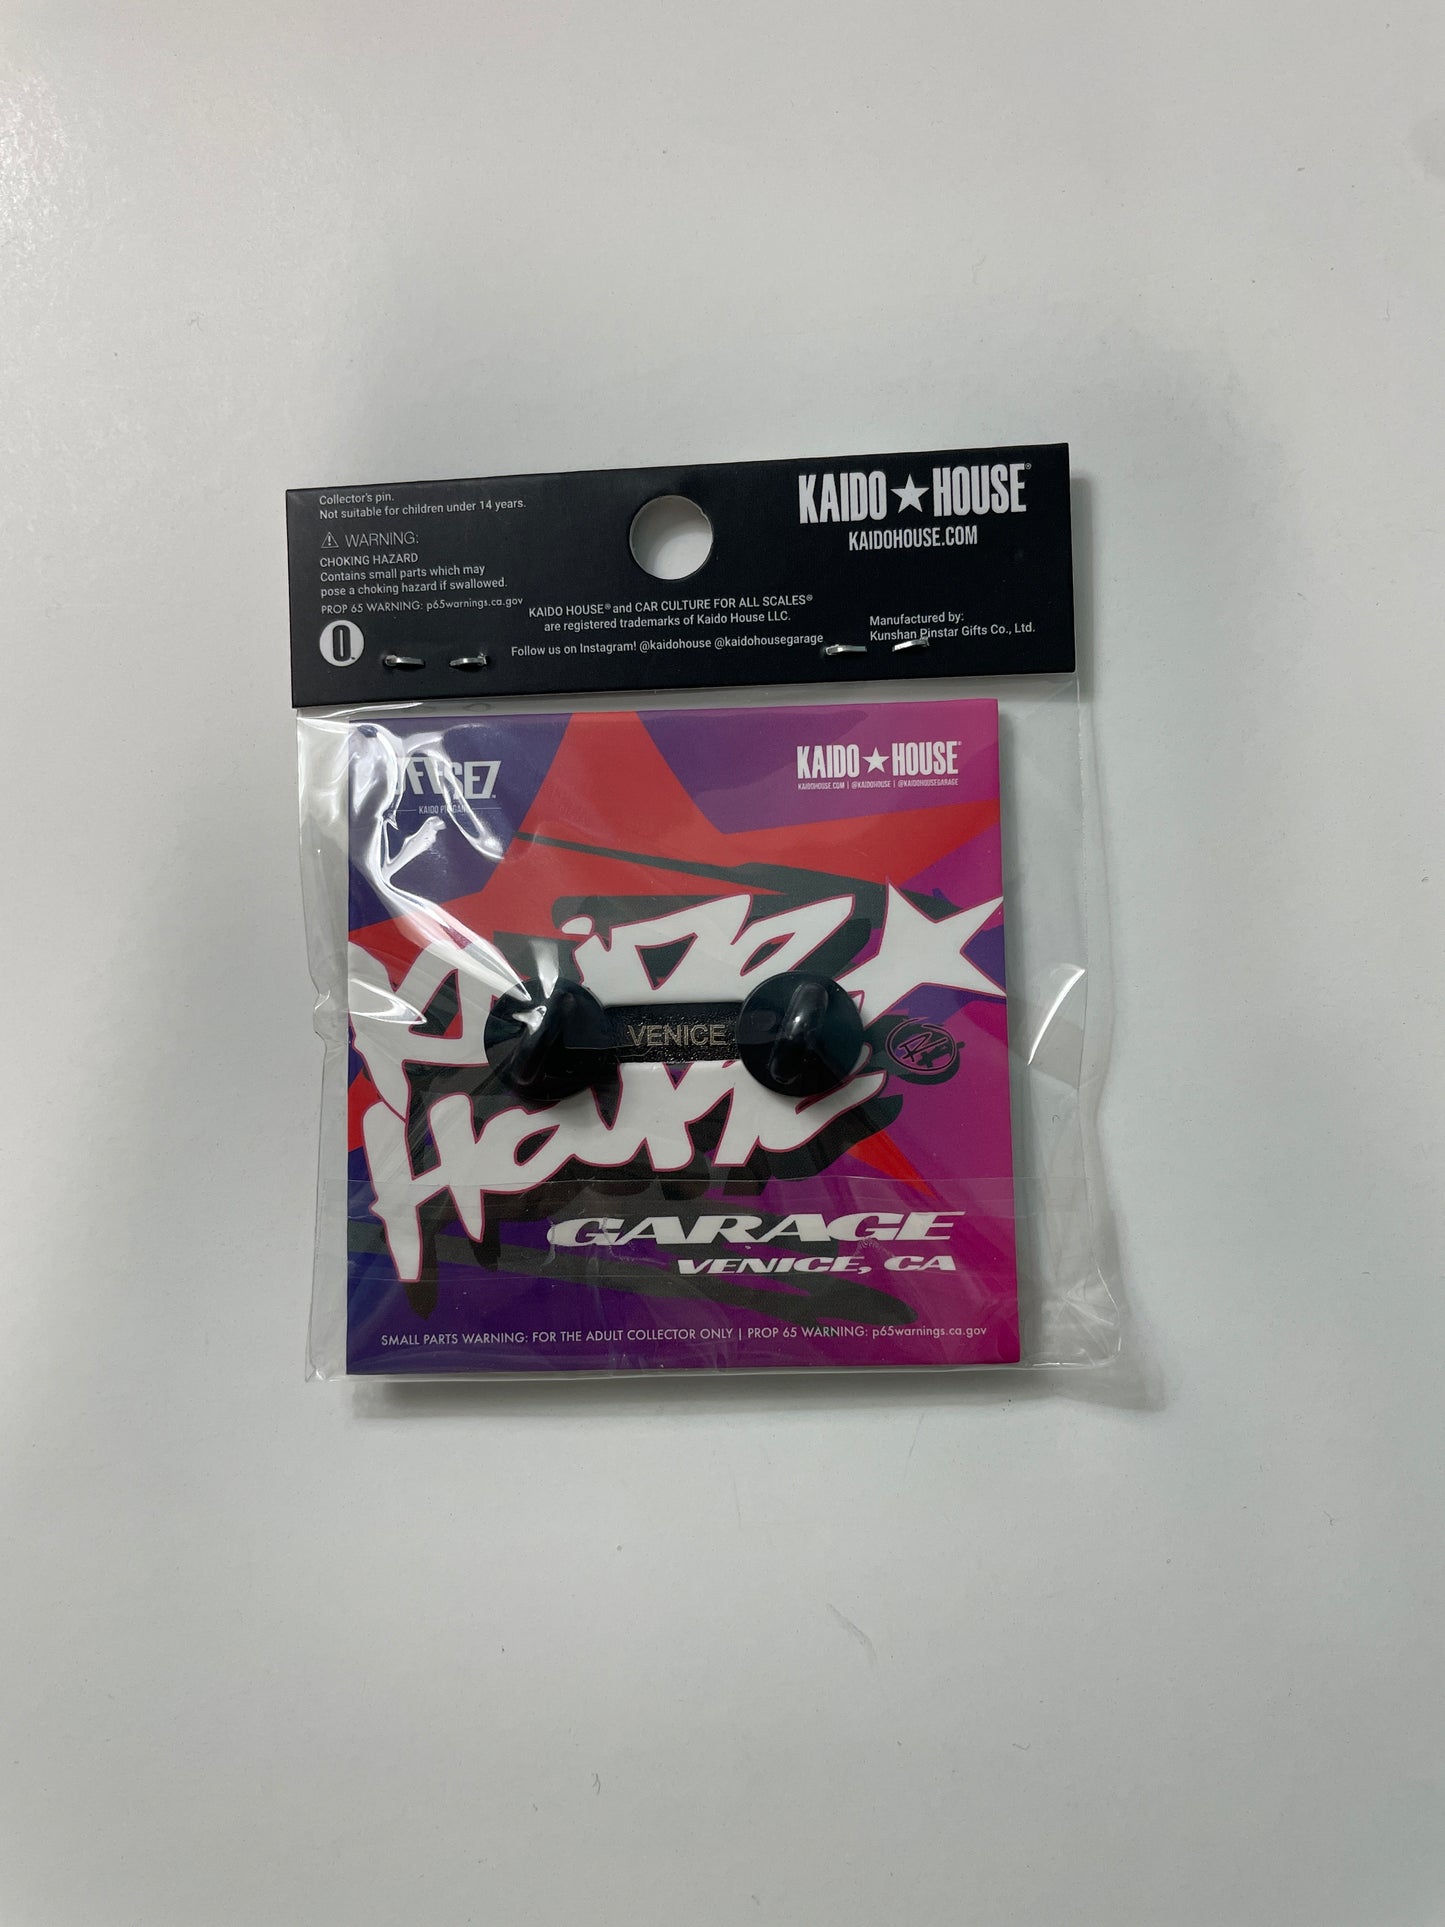 Collector's pin.
Not suitable for children under 14 years.
⚠ WARNING:
CHOKING HAZARD
Contains small parts which may
pose a choking hazard if swallowed.
PROP 65 WARNING: p65warnings.ca.gov
KAIDO★HOUSE®
KAIDOHOUSE.COM
KAIDO HOUSE® and CAR CULTURE FOR ALL SCALES®
are registered trademarks of Kaido House LLC.
Follow us on Instagram! @kaidohouse @kaidohousegarage
Manufactured by:
Kunshan Pinstar Gifts Co., Ltd.
KAIDO★HOUSE
KAIDOHOUSE.COM | @KAIDOHOUSE | @KAIDOHOUSEGARAGE
VENICE
House
GARAGE
VENICE, CA
SMALL PARTS WARNING: FOR THE ADULT COLLECTOR ONLY | PROP 65 WARNING: p65warnings.ca.gov